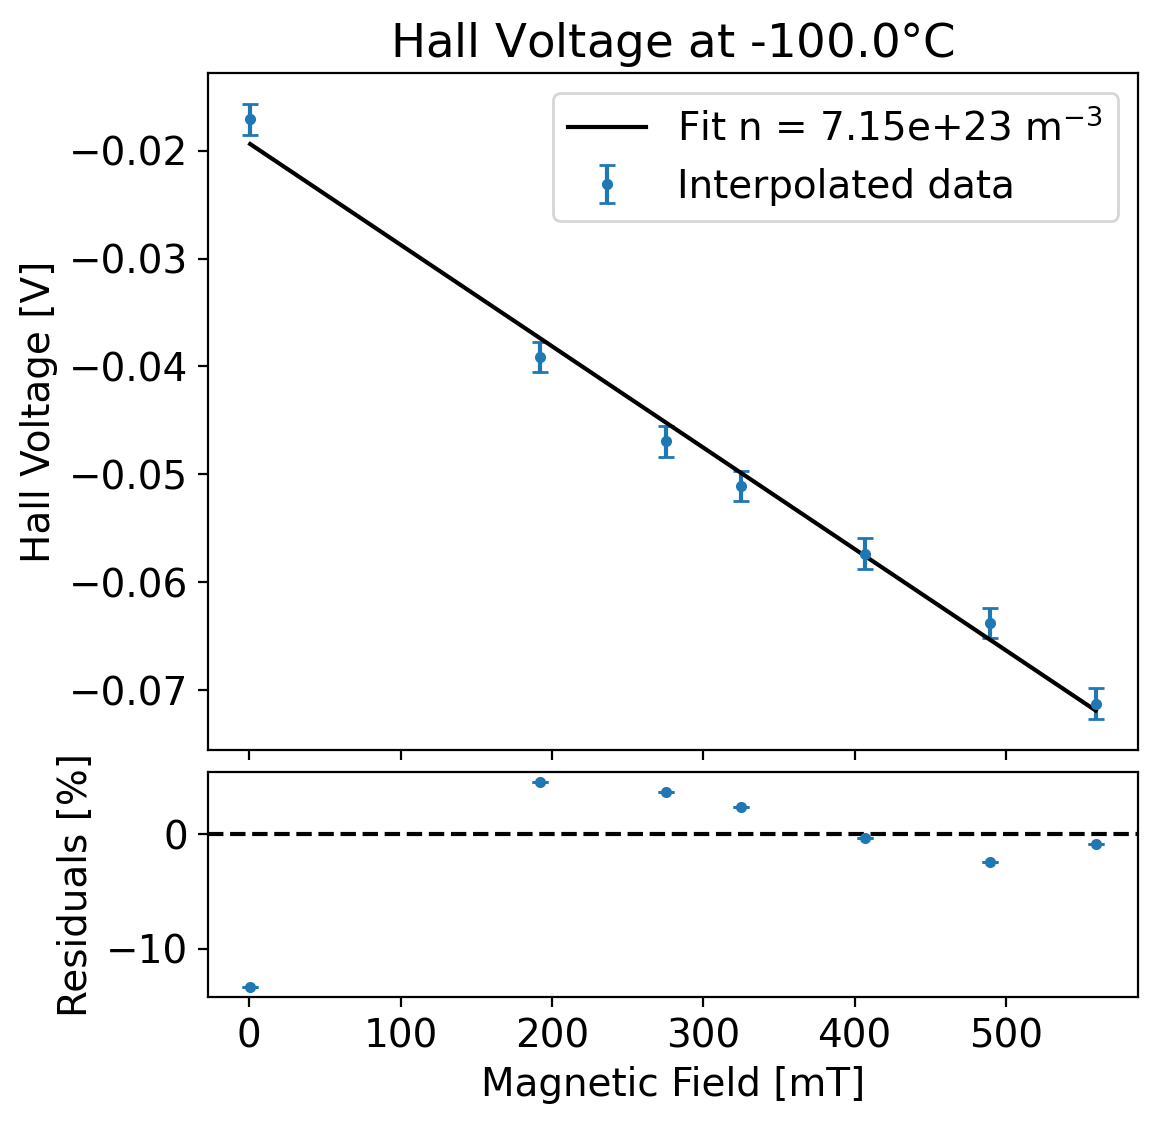 Hall Voltage at -100.0°C
Fit n = 7.15e+23 m⁻³
Interpolated data
Hall Voltage [V]
−0.02
−0.03
−0.04
−0.05
−0.06
−0.07
Residuals [%]
0
−10
0 100 200 300 400 500
Magnetic Field [mT]